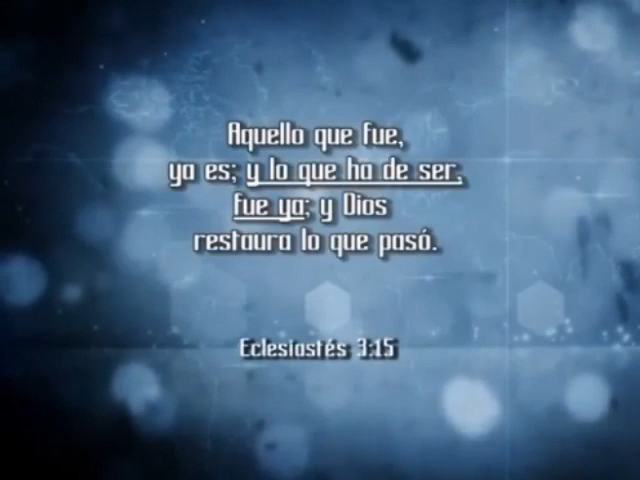 Aquello que fue,
ya es; y lo que ha de ser,
fue ya; y Dios
restaura lo que pasó.
Eclesiastés 3:15